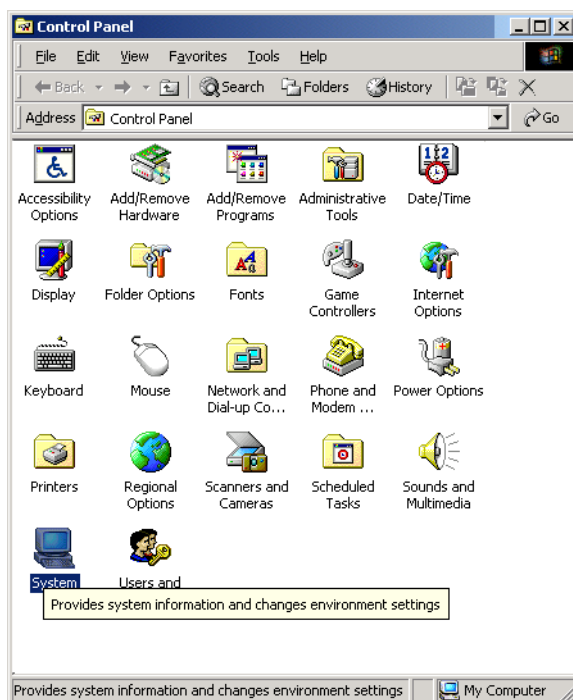 Control Panel
File Edit View Favorites Tools Help
Back Search Folders History
Address Control Panel Go
Accessibility Options
Add/Remove Hardware
Add/Remove Programs
Administrative Tools
Date/Time
Display
Folder Options
Fonts
Game Controllers
Internet Options
Keyboard
Mouse
Network and Dial-up Co...
Phone and Modem ...
Power Options
Printers
Regional Options
Scanners and Cameras
Scheduled Tasks
Sounds and Multimedia
System
Users and
Provides system information and changes environment settings
Provides system information and changes environment settings My Computer